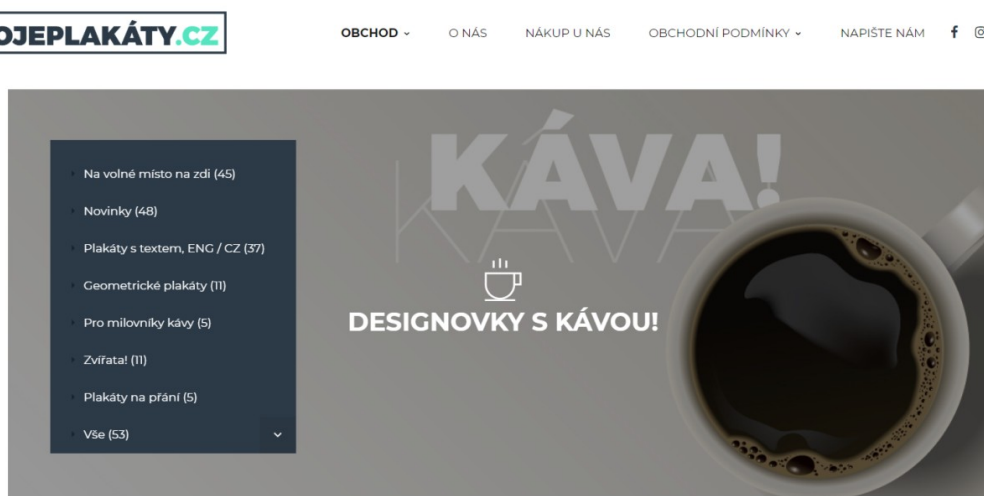 OJEPLAKÁTY.CZ
OBCHOD
O NÁS
NÁKUP U NÁS
OBCHODNÍ PODMÍNKY
NAPIŠTE NÁM
Na volné místo na zdi (45)
Novinky (48)
Plakáty s textem, ENG / CZ (37)
Geometrické plakáty (11)
Pro milovníky kávy (5)
Zvířata! (11)
Plakáty na přání (5)
Vše (53)
KÁVA!
KÁVA
DESIGNOVKY S KÁVOU!